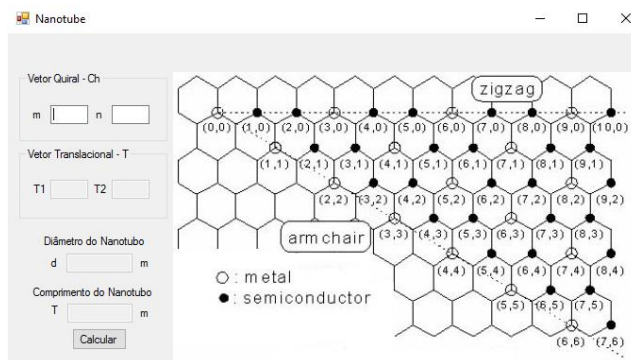 Nanotube
Vetor Quiral - Ch
m n
Vetor Translacional - T
T1 T2
Diâmetro do Nanotubo
d m
Comprimento do Nanotubo
T m
Calcular
zigzag
(0,0) (1,0) (2,0) (3,0) (4,0) (5,0) (6,0) (7,0) (8,0) (9,0) (10,0)
(1,1) (2,1) (3,1) (4,1) (5,1) (6,1) (7,1) (8,1) (9,1)
(2,2) (3,2) (4,2) (5,2) (6,2) (7,2) (8,2) (9,2)
armchair
(3,3) (4,3) (5,3) (6,3) (7,3) (8,3)
(4,4) (5,4) (6,4) (7,4) (8,4)
: metal
: semiconductor
(5,5) (6,5) (7,5)
(6,6) (7,6)